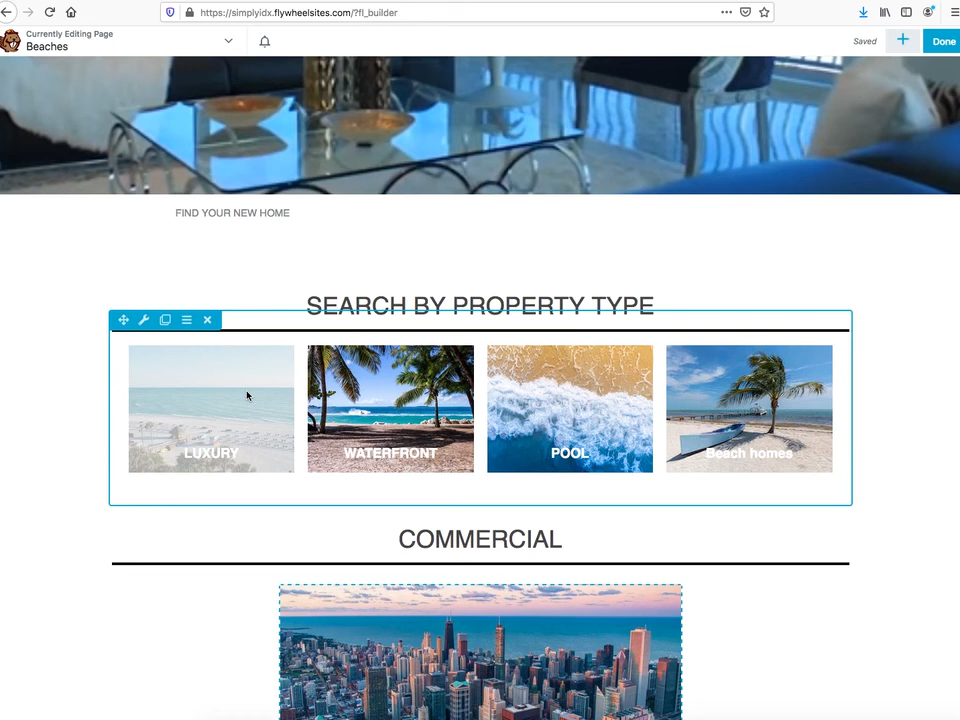 https://simplyidx.flywheelsites.com/?fl_builder
Currently Editing Page
Beaches
Saved
Done
FIND YOUR NEW HOME
SEARCH BY PROPERTY TYPE
LUXURY
WATERFRONT
POOL
Beach homes
COMMERCIAL